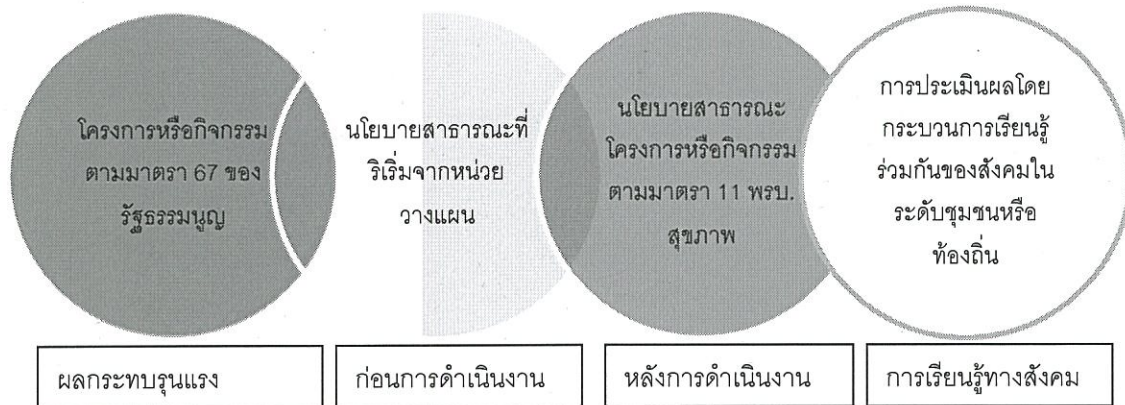 โครงการหรือกิจกรรม
ตามมาตรา 67 ของ
รัฐธรรมนูญ
นโยบายสาธารณะที่
ริเริ่มจากหน่วย
วางแผน
นโยบายสาธารณะ
โครงการหรือกิจกรรม
ตามมาตรา 11 พรบ.
สุขภาพ
การประเมินผลโดย
กระบวนการเรียนรู้
ร่วมกันของสังคมใน
ระดับชุมชนหรือ
ท้องถิ่น
ผลกระทบรุนแรง
ก่อนการดำเนินงาน
หลังการดำเนินงาน
การเรียนรู้ทางสังคม